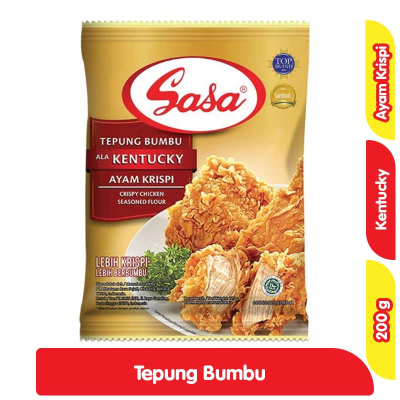 Sasa®
TOP
BRAND
TEPUNG BUMBU
ALA KENTUCKY
AYAM KRISPI
CRISPY CHICKEN
SEASONED FLOUR
LEBIH KRISPI
LEBIH BERBUMBU
Ayam Krispi
Kentucky
200 g
Tepung Bumbu